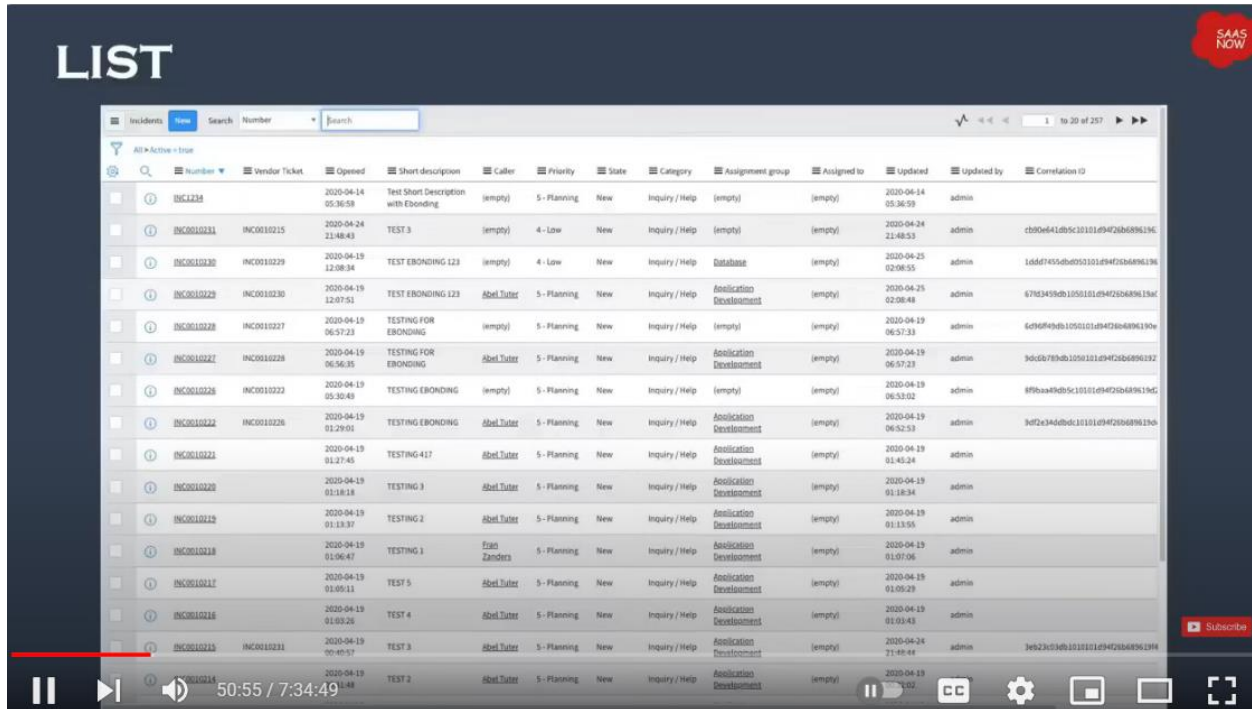 LIST
SAAS
NOW
Incidents New Search Number Search 1 to 20 of 257
All > Active = true
Number Vendor Ticket Opened Short description Caller Priority State Category Assignment group Assigned to Updated Updated by Correlation ID
INC1234 2020-04-14 05:36:59 Test Short Description with Ebonding (empty) 5 - Planning New Inquiry / Help (empty) (empty) 2020-04-14 05:36:59 admin
INC0010231 INC0010215 2020-04-24 21:48:43 TEST 3 (empty) 4 - Low New Inquiry / Help (empty) (empty) 2020-04-24 21:48:53 admin
INC0010230 INC0010229 2020-04-19 12:08:34 TEST EBONDING 123 (empty) 4 - Low New Inquiry / Help Database (empty) 2020-04-25 02:08:55 admin
INC0010229 INC0010230 2020-04-19 12:07:51 TEST EBONDING 123 Abel Tuter 5 - Planning New Inquiry / Help Application Development (empty) 2020-04-25 02:08:48 admin
INC0010228 INC0010227 2020-04-19 06:57:23 TESTING FOR EBONDING (empty) 5 - Planning New Inquiry / Help (empty) (empty) 2020-04-19 06:57:33 admin
INC0010227 INC0010228 2020-04-19 06:56:35 TESTING FOR EBONDING Abel Tuter 5 - Planning New Inquiry / Help Application Development (empty) 2020-04-19 06:57:23 admin
INC0010226 INC0010222 2020-04-19 05:30:49 TESTING EBONDING (empty) 5 - Planning New Inquiry / Help (empty) (empty) 2020-04-19 06:53:02 admin
INC0010222 INC0010226 2020-04-19 01:29:01 TESTING EBONDING Abel Tuter 5 - Planning New Inquiry / Help Application Development (empty) 2020-04-19 06:52:53 admin
INC0010221 2020-04-19 01:27:45 TESTING 417 Abel Tuter 5 - Planning New Inquiry / Help Application Development (empty) 2020-04-19 01:45:24 admin
INC0010220 2020-04-19 01:18:18 TESTING 3 Abel Tuter 5 - Planning New Inquiry / Help Application Development (empty) 2020-04-19 01:18:34 admin
INC0010219 2020-04-19 01:13:37 TESTING 2 Abel Tuter 5 - Planning New Inquiry / Help Application Development (empty) 2020-04-19 01:13:55 admin
INC0010218 2020-04-19 01:06:47 TESTING 1 Fran Zanders 5 - Planning New Inquiry / Help Application Development (empty) 2020-04-19 01:07:06 admin
INC0010217 2020-04-19 01:05:11 TEST 5 Abel Tuter 5 - Planning New Inquiry / Help Application Development (empty) 2020-04-19 01:05:29 admin
INC0010216 2020-04-19 01:03:26 TEST 4 Abel Tuter 5 - Planning New Inquiry / Help Application Development (empty) 2020-04-19 01:03:43 admin
Subscribe
INC0010215 INC0010231 2020-04-19 00:40:57 TEST 3 Abel Tuter 5 - Planning New Inquiry / Help Application Development (empty) 2020-04-24 21:48:44 admin
2020-04-19 TEST 2 Abel Tuter 5 - Planning New Inquiry / Help Application Development (empty) 2020-04-19 admin
50:55 / 7:34:49
CC